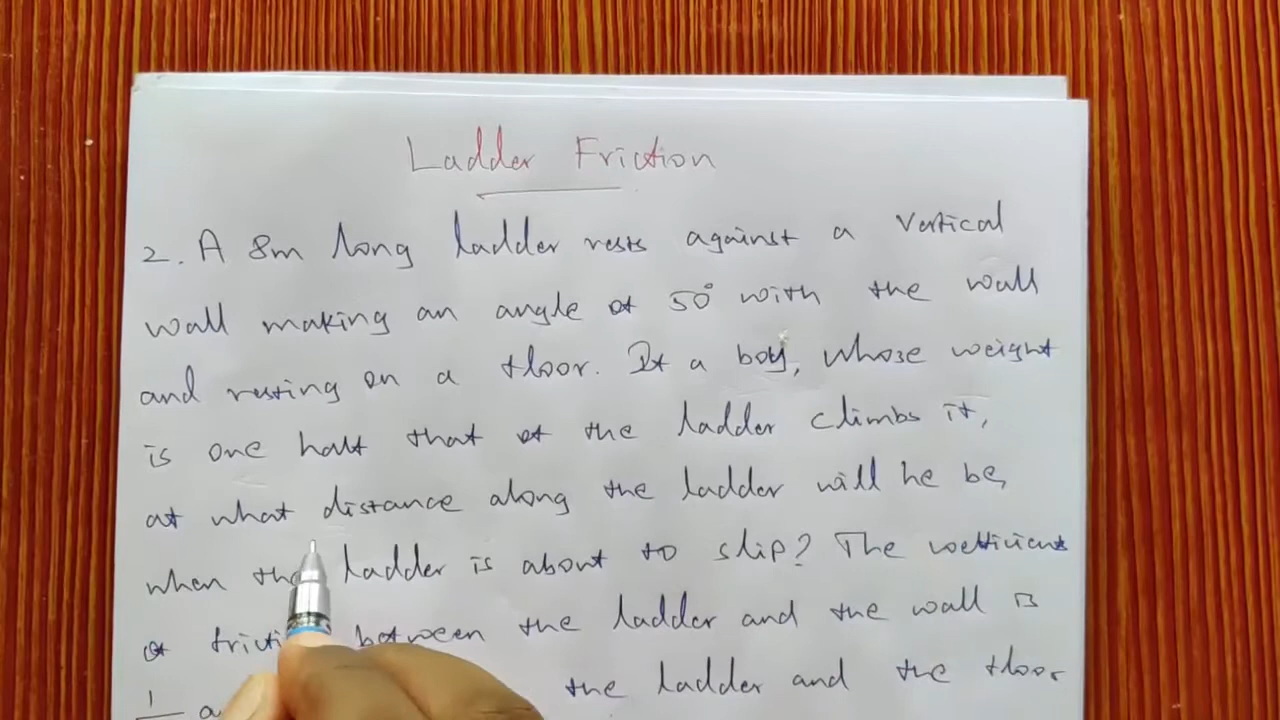 Ladder Friction
2. A 8m long ladder rests against a vertical
wall making an angle of 50° with the wall
and resting on a floor. If a boy, whose weight
is one half that of the ladder climbs it,
at what distance along the ladder will he be,
when the ladder is about to slip? The coefficient
of between the ladder and the wall is
1 the ladder and the floor